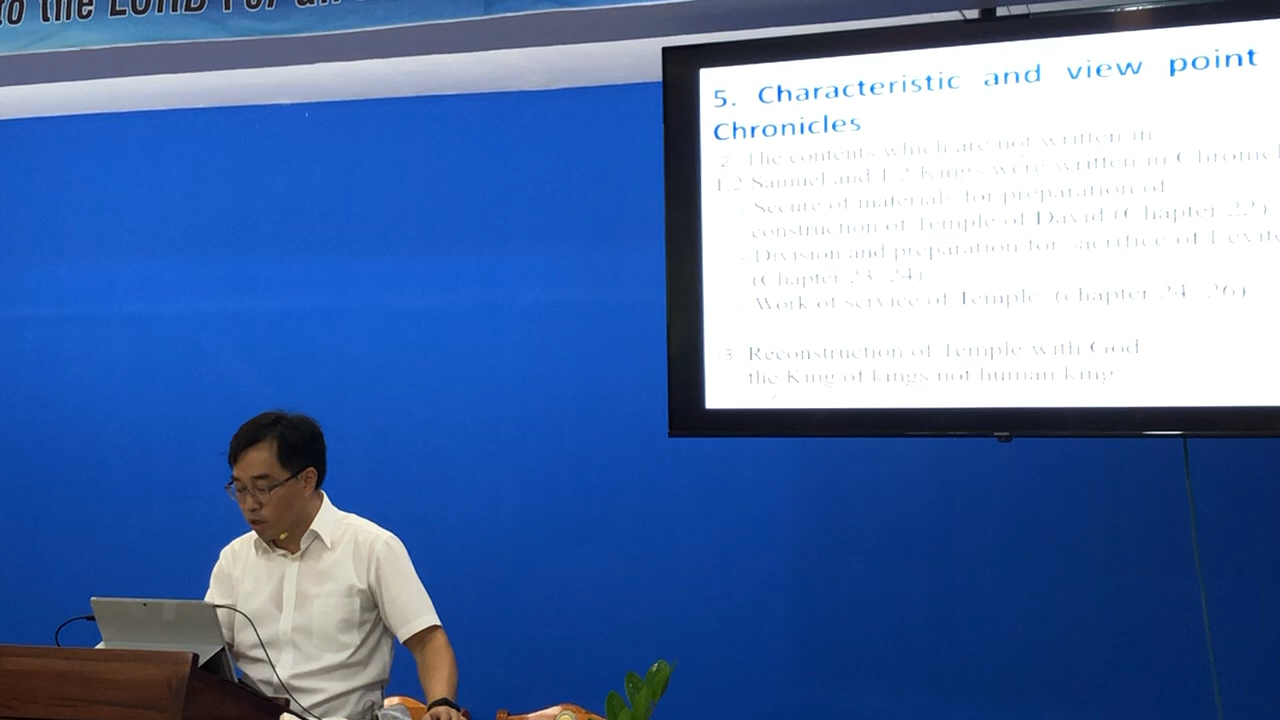 to the LORD For
5. Characteristic and view point
Chronicles
2. The contents which are not written in
1,2 Samuel and 1,2 Kings were written in Chronicl
- Secure of materials for preparation of
construction of Temple of David (Chapter 22)
- Division and preparation for sacrifice of Levite
(Chapter 23, 24)
- Work of service of Temple (chapter 24 26)
3. Reconstruction of Temple with God
the King of kings not human king